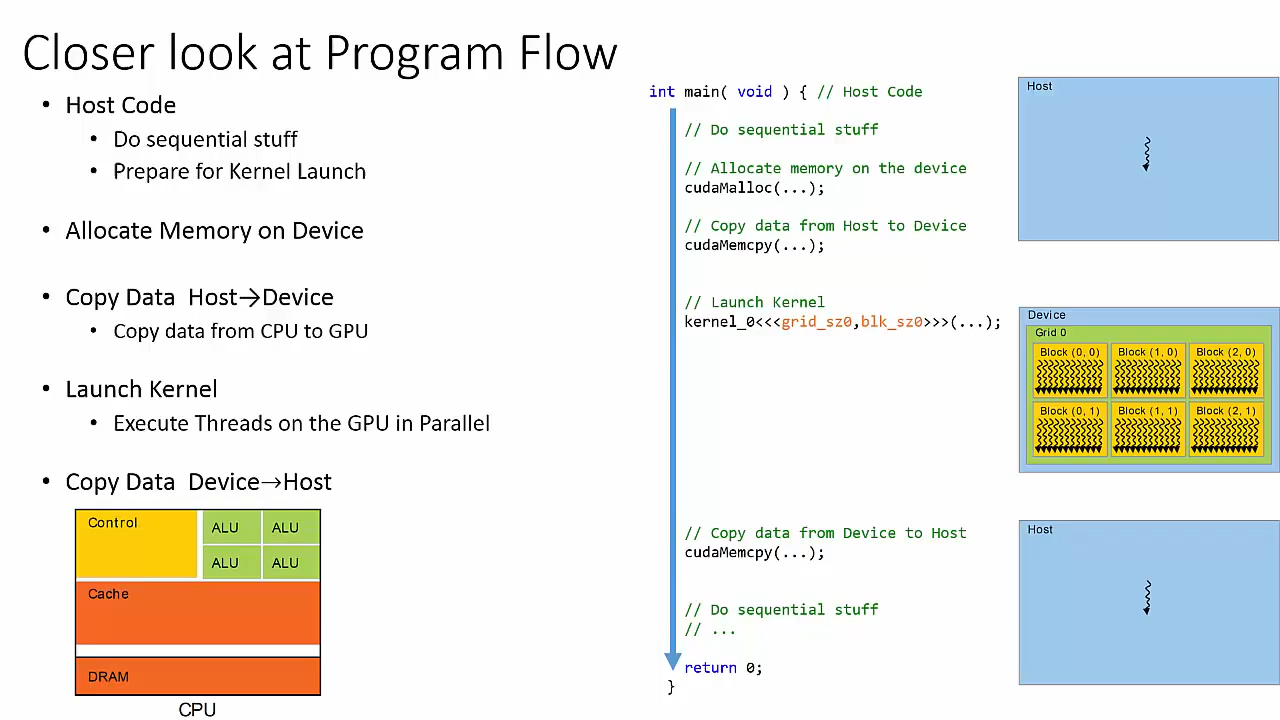 Closer look at Program Flow
• Host Code
• Do sequential stuff
• Prepare for Kernel Launch
• Allocate Memory on Device
• Copy Data Host→Device
• Copy data from CPU to GPU
• Launch Kernel
• Execute Threads on the GPU in Parallel
• Copy Data Device→Host
Control
ALU ALU
ALU ALU
Cache
DRAM
CPU
int main( void ) { // Host Code
// Do sequential stuff
// Allocate memory on the device
cudaMalloc(...);
// Copy data from Host to Device
cudaMemcpy(...);
// Launch Kernel
kernel_0<<<grid_sz0,blk_sz0>>>(...);
// Copy data from Device to Host
cudaMemcpy(...);
// Do sequential stuff
// ...
return 0;
}
Host
Device
Grid 0
Block (0, 0) Block (1, 0) Block (2, 0)
Block (0, 1) Block (1, 1) Block (2, 1)
Host